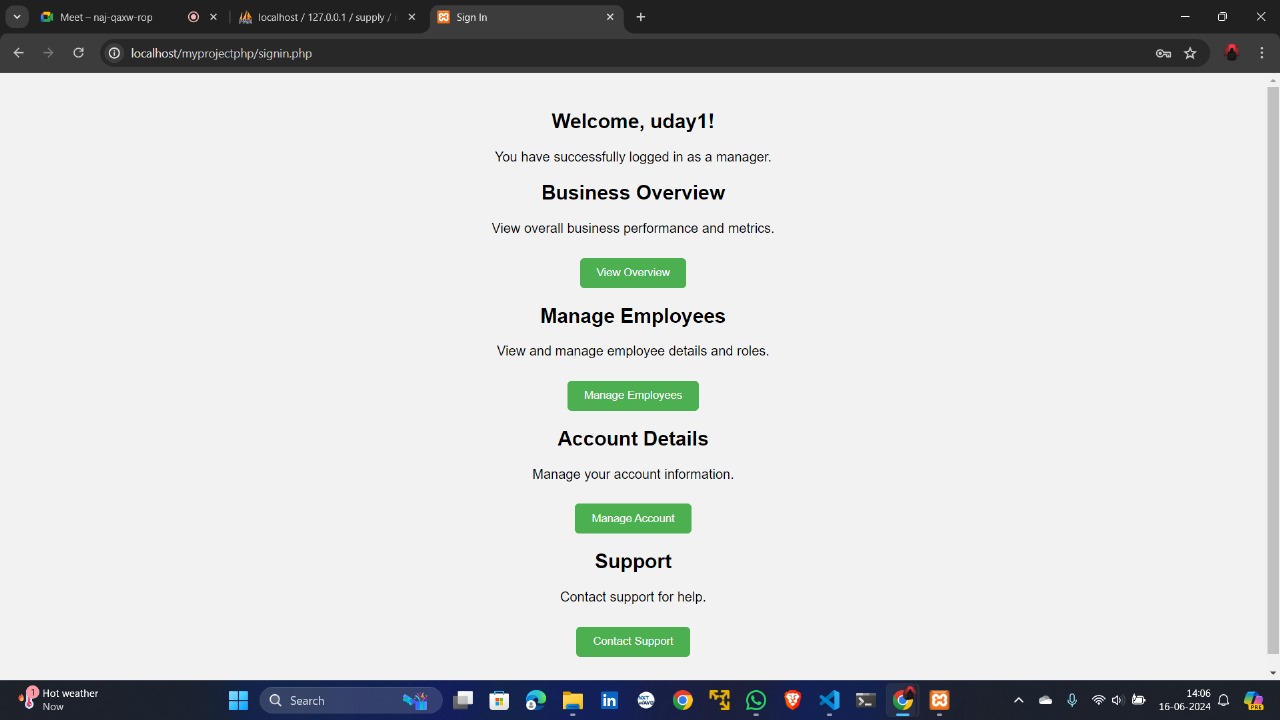 Meet – naj-qaxw-rop
localhost / 127.0.0.1 / supply /
Sign In
localhost/myprojectphp/signin.php
Welcome, uday1!
You have successfully logged in as a manager.
Business Overview
View overall business performance and metrics.
View Overview
Manage Employees
View and manage employee details and roles.
Manage Employees
Account Details
Manage your account information.
Manage Account
Support
Contact support for help.
Contact Support
1
Hot weather
Now
Search
14:06
16-06-2024